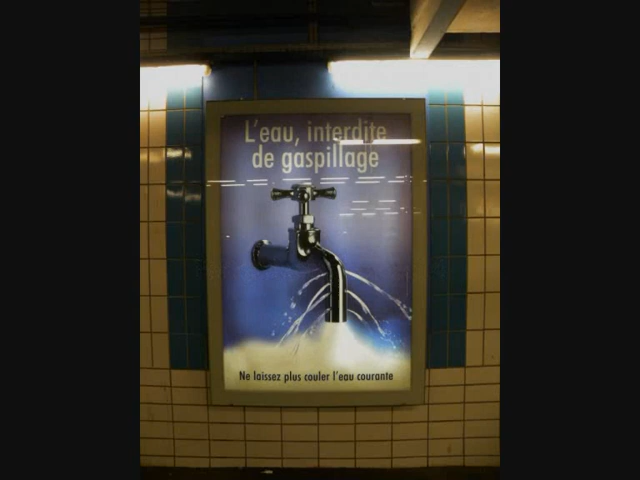 L'eau, interdite
de gaspillage
Ne laissez plus couler l'eau courante